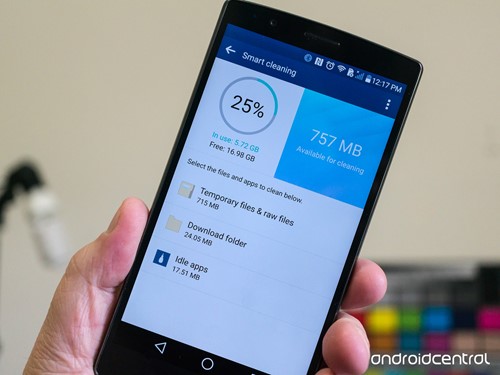 12:17 PM
Smart cleaning
25%
In use: 5.72 GB
Free: 16.98 GB
757 MB
Available for cleaning
Select the files and apps to clean below.
Temporary files & raw files
715 MB
Download folder
24.05 MB
Idle apps
17.51 MB
androidcentral